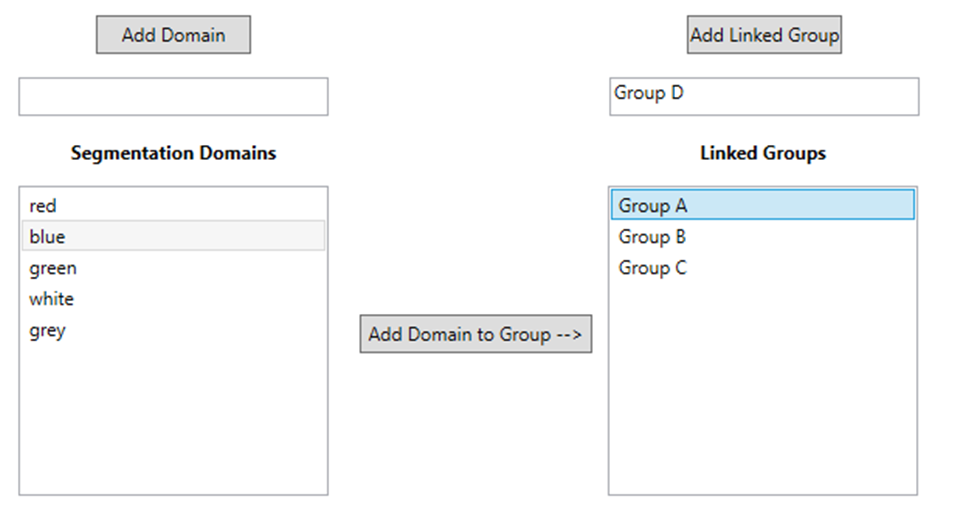 Add Domain
Add Linked Group
Group D
Segmentation Domains
Linked Groups
red
blue
green
white
grey
Add Domain to Group -->
Group A
Group B
Group C